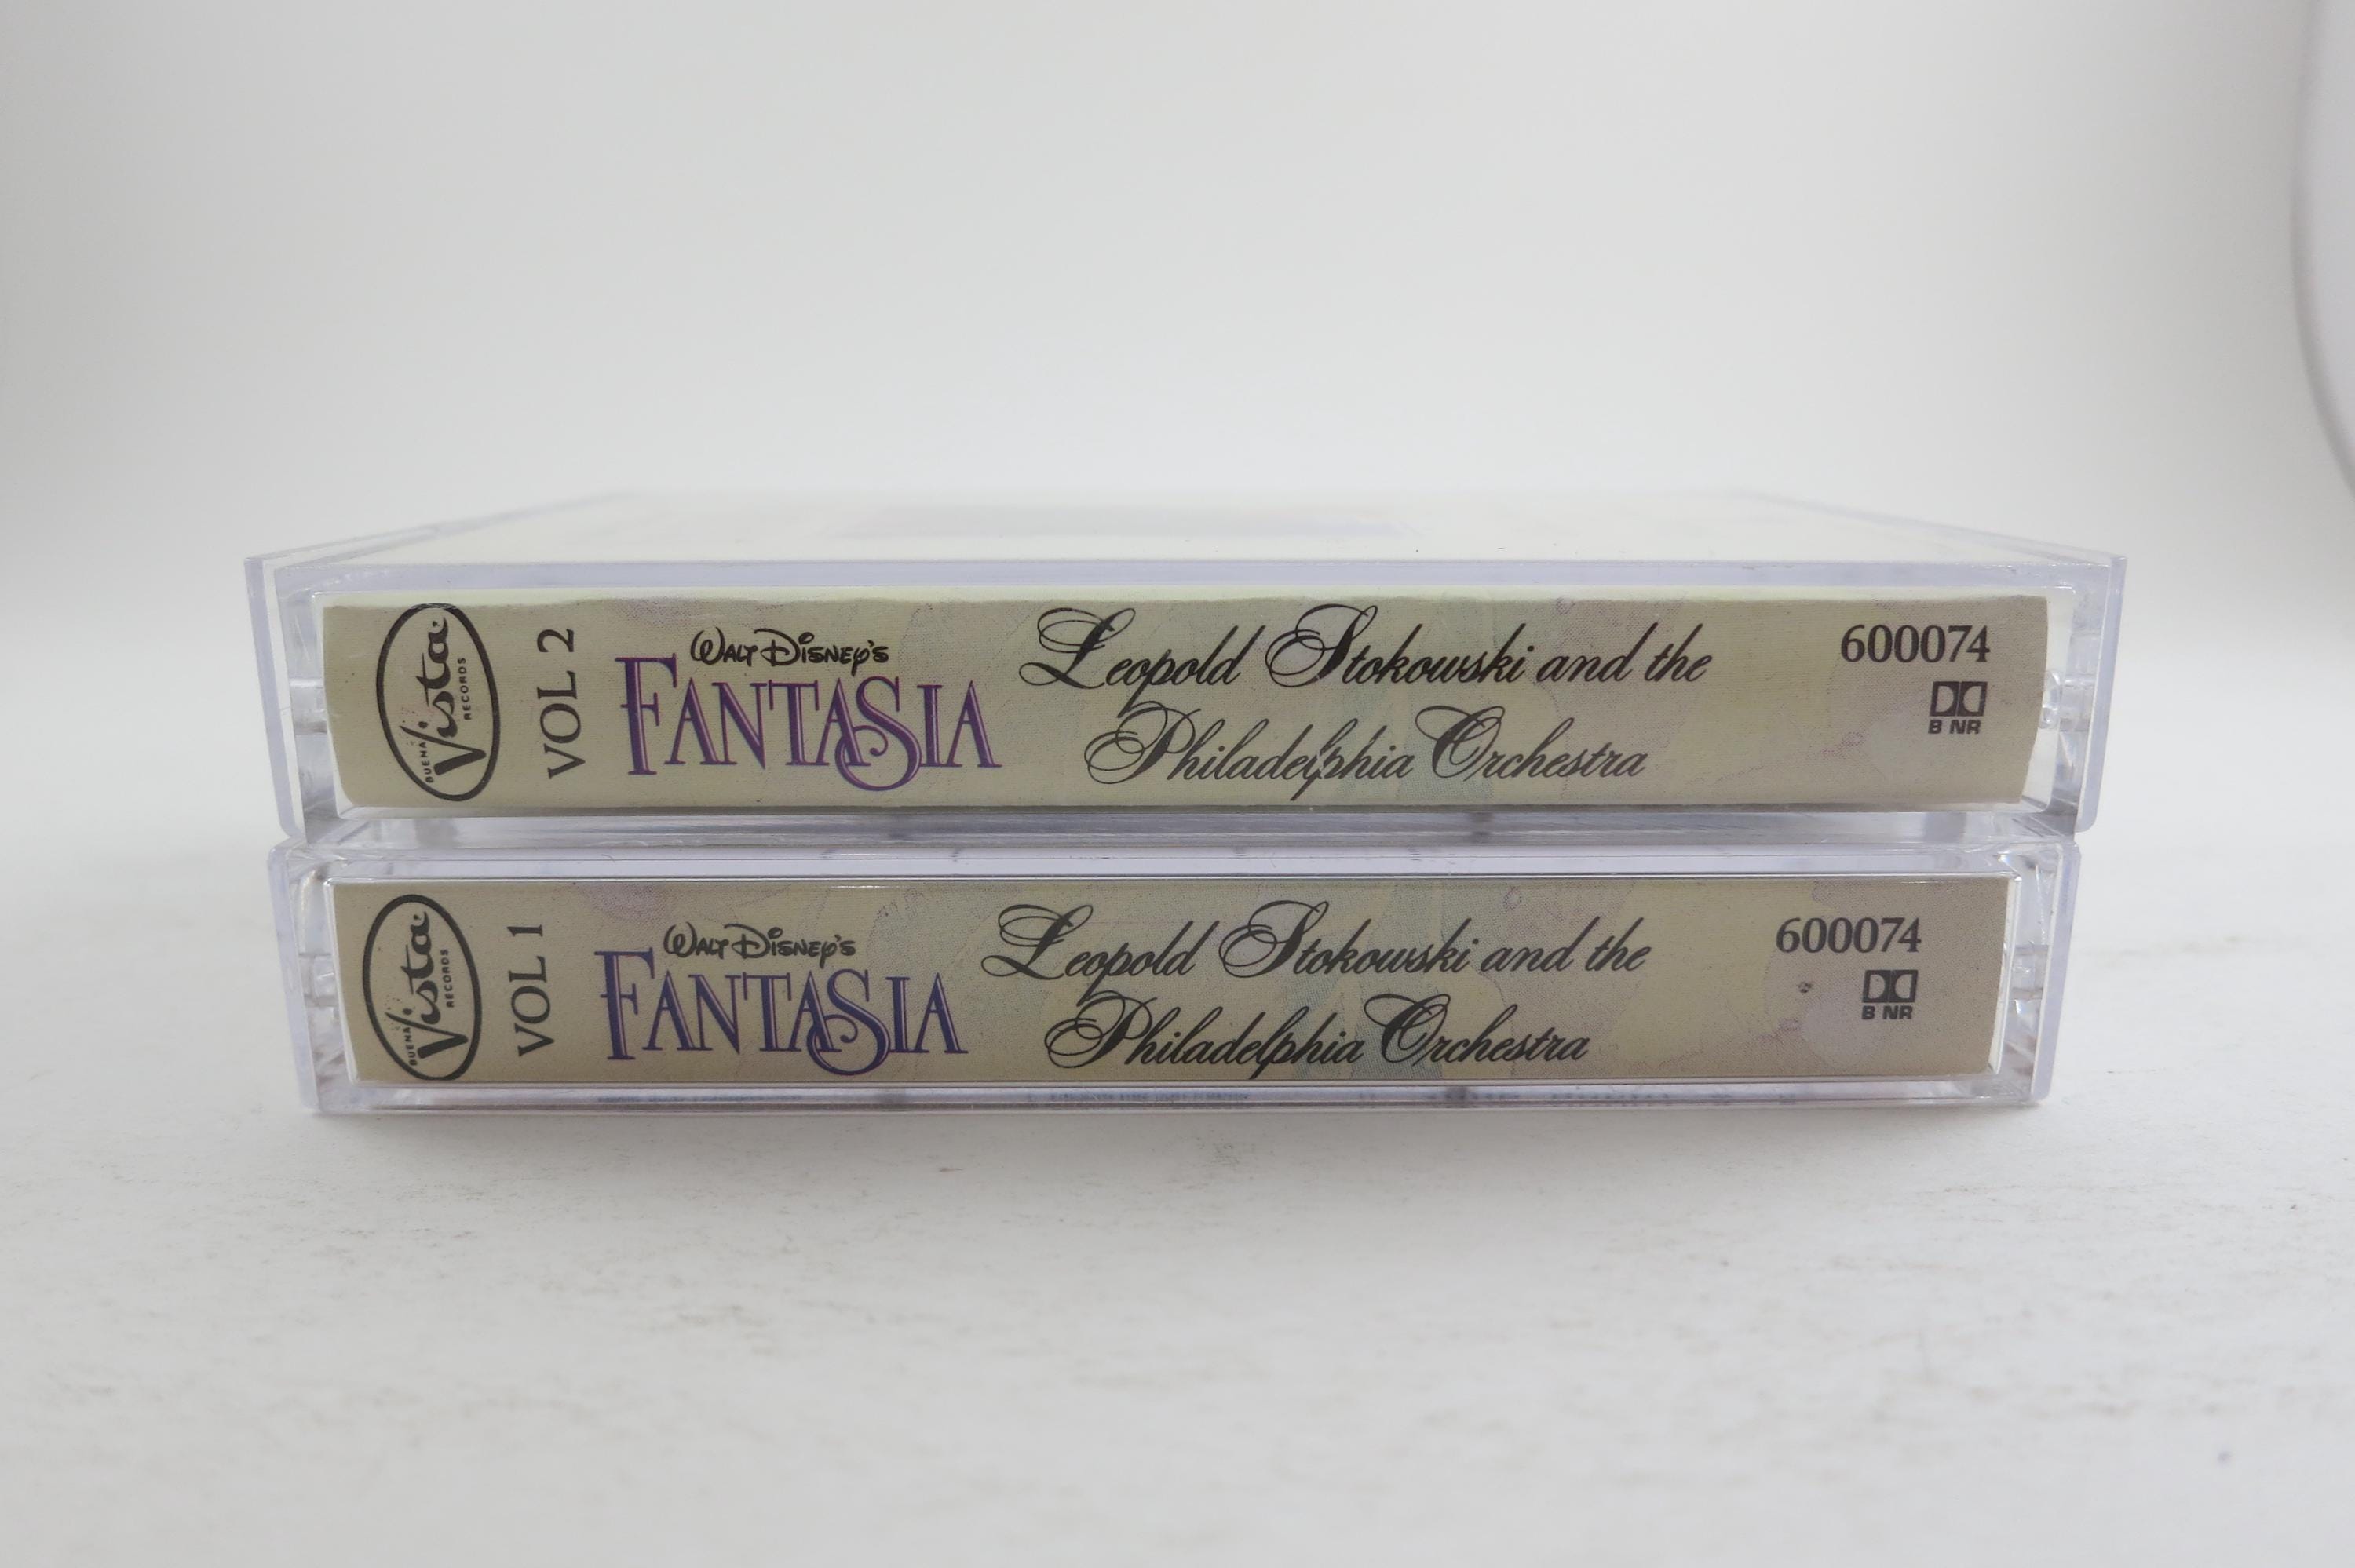 BUENA
Vista
RECORDS
VOL 2
WALT DISNEY'S
FANTASIA
Leopold Stokowski and the
Philadelphia Orchestra
600074
B NR
BUENA
Vista
RECORDS
VOL 1
WALT DISNEY'S
FANTASIA
Leopold Stokowski and the
Philadelphia Orchestra
600074
B NR